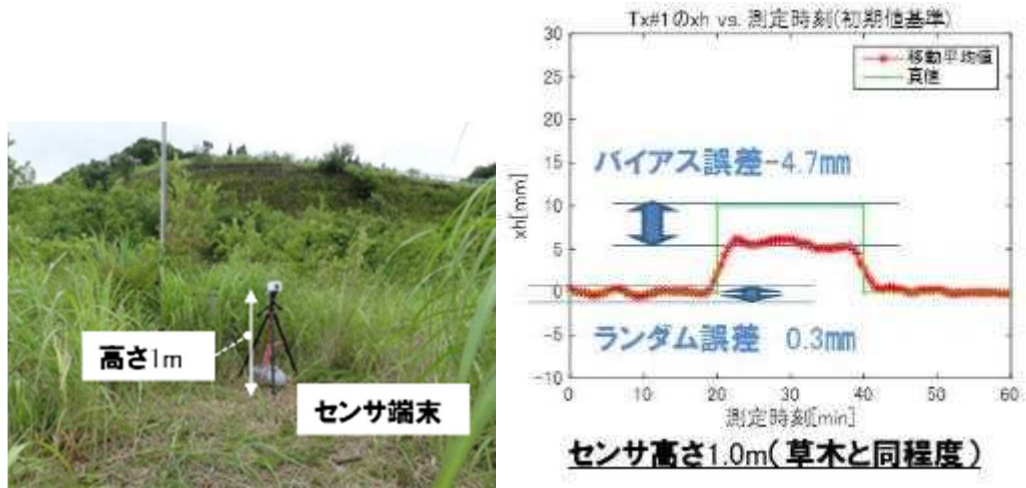 高さ1m
センサ端末
Tx#1のxh vs. 測定時刻(初期値基準)
移動平均値
真値
30
25
20
15
10
5
0
-5
-10
xh[mm]
バイアス誤差-4.7mm
ランダム誤差 0.3mm
0 10 20 30 40 50 60
測定時刻[min]
センサ高さ1.0m(草木と同程度)